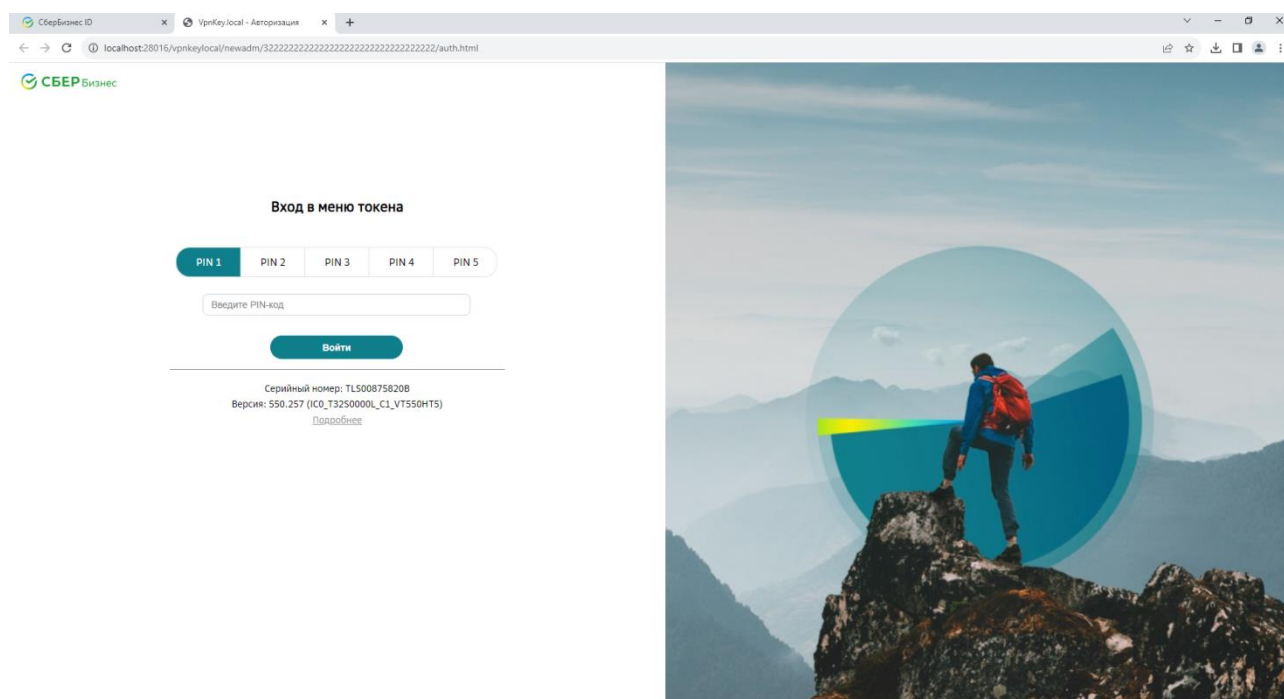 СберБизнес ID
VpnKey.local - Авторизация
localhost:28016/vpnkeylocal/newadm/32222222222222222222222222222222/auth.html
СБЕР Бизнес
Вход в меню токена
PIN 1 PIN 2 PIN 3 PIN 4 PIN 5
Введите PIN-код
Войти
Серийный номер: TLS00875820B
Версия: 550.257 (IC0_T32S0000L_C1_VT550HT5)
Подробнее